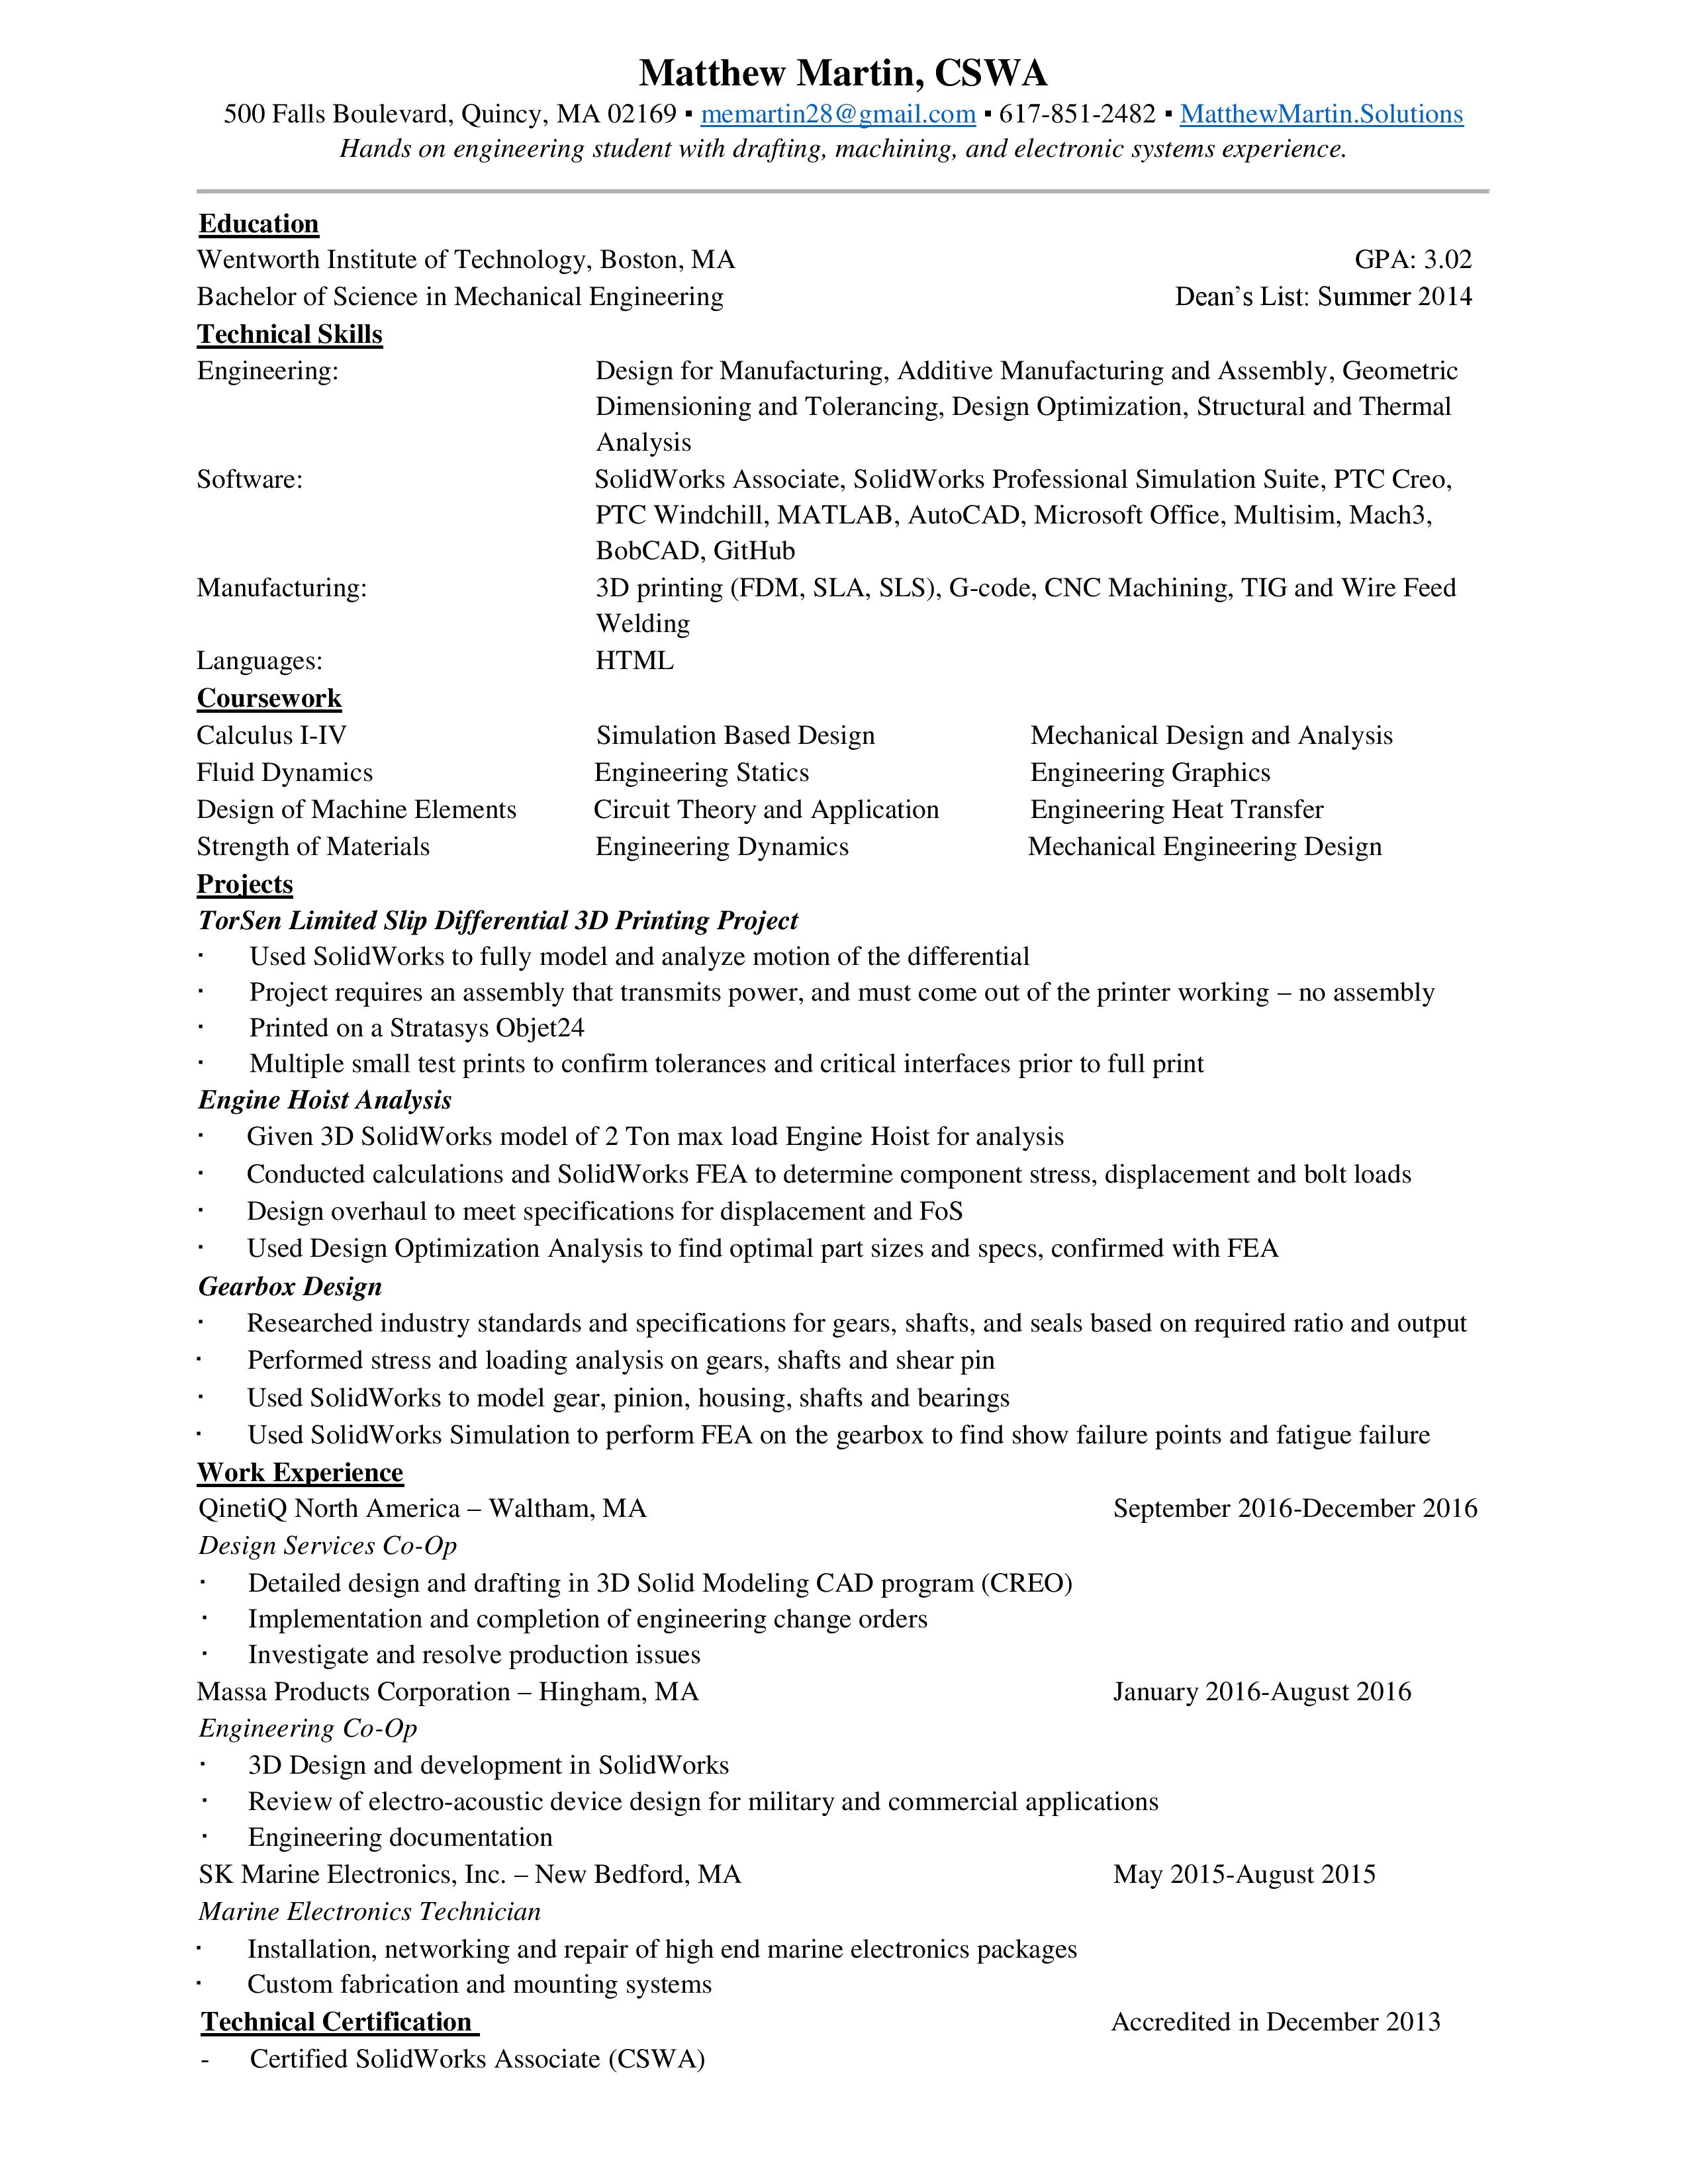 Matthew Martin, CSWA
500 Falls Boulevard, Quincy, MA 02169 ▪ memartin28@gmail.com ▪ 617-851-2482 ▪ MatthewMartin.Solutions
Hands on engineering student with drafting, machining, and electronic systems experience.
Education
Wentworth Institute of Technology, Boston, MA GPA: 3.02
Bachelor of Science in Mechanical Engineering Dean’s List: Summer 2014
Technical Skills
Engineering: Design for Manufacturing, Additive Manufacturing and Assembly, Geometric
Dimensioning and Tolerancing, Design Optimization, Structural and Thermal
Analysis
Software: SolidWorks Associate, SolidWorks Professional Simulation Suite, PTC Creo,
PTC Windchill, MATLAB, AutoCAD, Microsoft Office, Multisim, Mach3,
BobCAD, GitHub
Manufacturing: 3D printing (FDM, SLA, SLS), G-code, CNC Machining, TIG and Wire Feed
Welding
Languages: HTML
Coursework
Calculus I-IV Simulation Based Design Mechanical Design and Analysis
Fluid Dynamics Engineering Statics Engineering Graphics
Design of Machine Elements Circuit Theory and Application Engineering Heat Transfer
Strength of Materials Engineering Dynamics Mechanical Engineering Design
Projects
TorSen Limited Slip Differential 3D Printing Project
▪ Used SolidWorks to fully model and analyze motion of the differential
▪ Project requires an assembly that transmits power, and must come out of the printer working – no assembly
▪ Printed on a Stratasys Objet24
▪ Multiple small test prints to confirm tolerances and critical interfaces prior to full print
Engine Hoist Analysis
▪ Given 3D SolidWorks model of 2 Ton max load Engine Hoist for analysis
▪ Conducted calculations and SolidWorks FEA to determine component stress, displacement and bolt loads
▪ Design overhaul to meet specifications for displacement and FoS
▪ Used Design Optimization Analysis to find optimal part sizes and specs, confirmed with FEA
Gearbox Design
▪ Researched industry standards and specifications for gears, shafts, and seals based on required ratio and output
▪ Performed stress and loading analysis on gears, shafts and shear pin
▪ Used SolidWorks to model gear, pinion, housing, shafts and bearings
▪ Used SolidWorks Simulation to perform FEA on the gearbox to find show failure points and fatigue failure
Work Experience
QinetiQ North America – Waltham, MA September 2016-December 2016
Design Services Co-Op
▪ Detailed design and drafting in 3D Solid Modeling CAD program (CREO)
▪ Implementation and completion of engineering change orders
▪ Investigate and resolve production issues
Massa Products Corporation – Hingham, MA January 2016-August 2016
Engineering Co-Op
▪ 3D Design and development in SolidWorks
▪ Review of electro-acoustic device design for military and commercial applications
▪ Engineering documentation
SK Marine Electronics, Inc. – New Bedford, MA May 2015-August 2015
Marine Electronics Technician
▪ Installation, networking and repair of high end marine electronics packages
▪ Custom fabrication and mounting systems
Technical Certification Accredited in December 2013
- Certified SolidWorks Associate (CSWA)